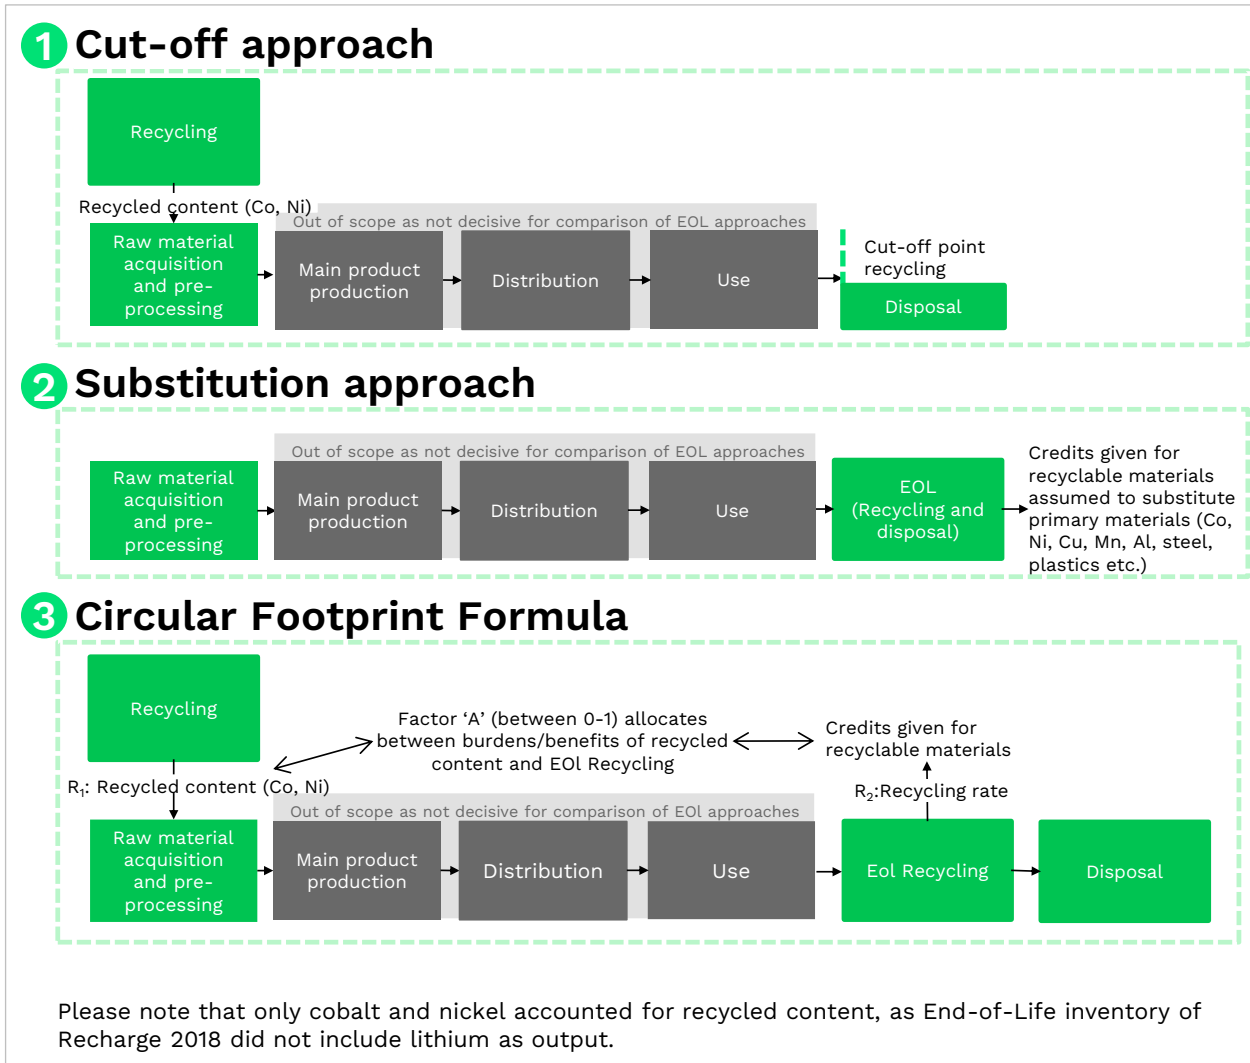 1 Cut-off approach
Recycling
Recycled content (Co, Ni)
Out of scope as not decisive for comparison of EOL approaches
Raw material
acquisition
and pre-
processing
Main product
production
Distribution
Use
Cut-off point
recycling
Disposal
2 Substitution approach
Out of scope as not decisive for comparison of EOL approaches
Raw material
acquisition
and pre-
processing
Main product
production
Distribution
Use
EOL
(Recycling and
disposal)
Credits given for
recyclable materials
assumed to substitute
primary materials (Co,
Ni, Cu, Mn, Al, steel,
plastics etc.)
3 Circular Footprint Formula
Recycling
Factor ‘A’ (between 0-1) allocates
between burdens/benefits of recycled
content and EOl Recycling
Credits given for
recyclable materials
R₁: Recycled content (Co, Ni)
R₂:Recycling rate
Out of scope as not decisive for comparison of EOl approaches
Raw material
acquisition
and pre-
processing
Main product
production
Distribution
Use
Eol Recycling
Disposal
Please note that only cobalt and nickel accounted for recycled content, as End-of-Life inventory of
Recharge 2018 did not include lithium as output.